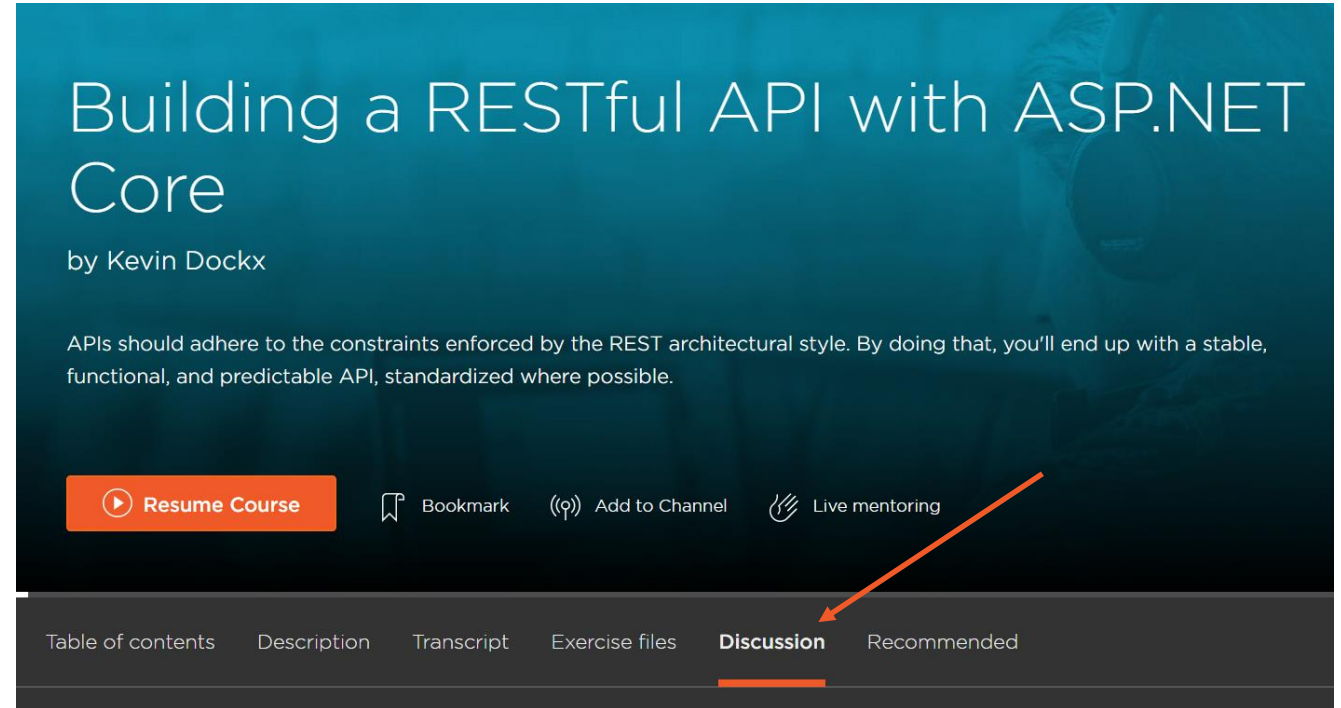 Building a RESTful API with ASP.NET
Core
by Kevin Dockx
APIs should adhere to the constraints enforced by the REST architectural style. By doing that, you'll end up with a stable,
functional, and predictable API, standardized where possible.
Resume Course Bookmark Add to Channel Live mentoring
Table of contents Description Transcript Exercise files Discussion Recommended